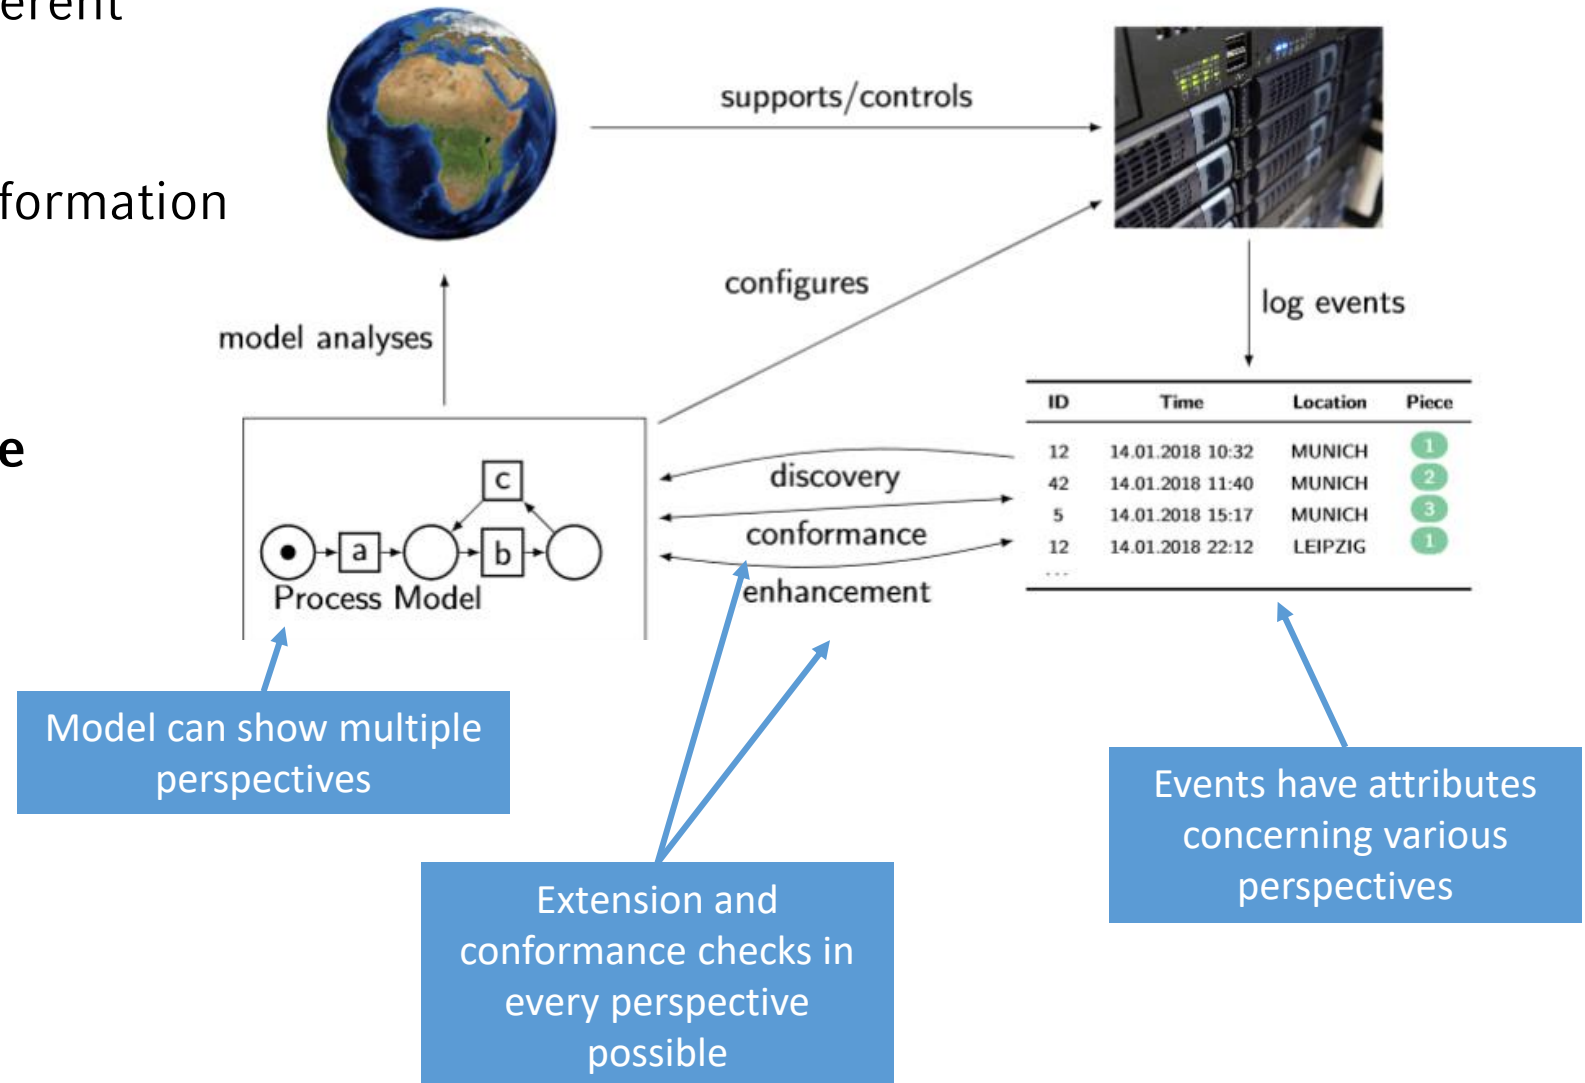 erent
supports/controls
formation
configures
log events
model analyses
ID Time Location Piece
e
12 14.01.2018 10:32 MUNICH 1
c
discovery
42 14.01.2018 11:40 MUNICH 2
5 14.01.2018 15:17 MUNICH 3
conformance
a b
12 14.01.2018 22:12 LEIPZIG 1
...
enhancement
Process Model
Model can show multiple
perspectives
Events have attributes
concerning various
perspectives
Extension and
conformance checks in
every perspective
possible